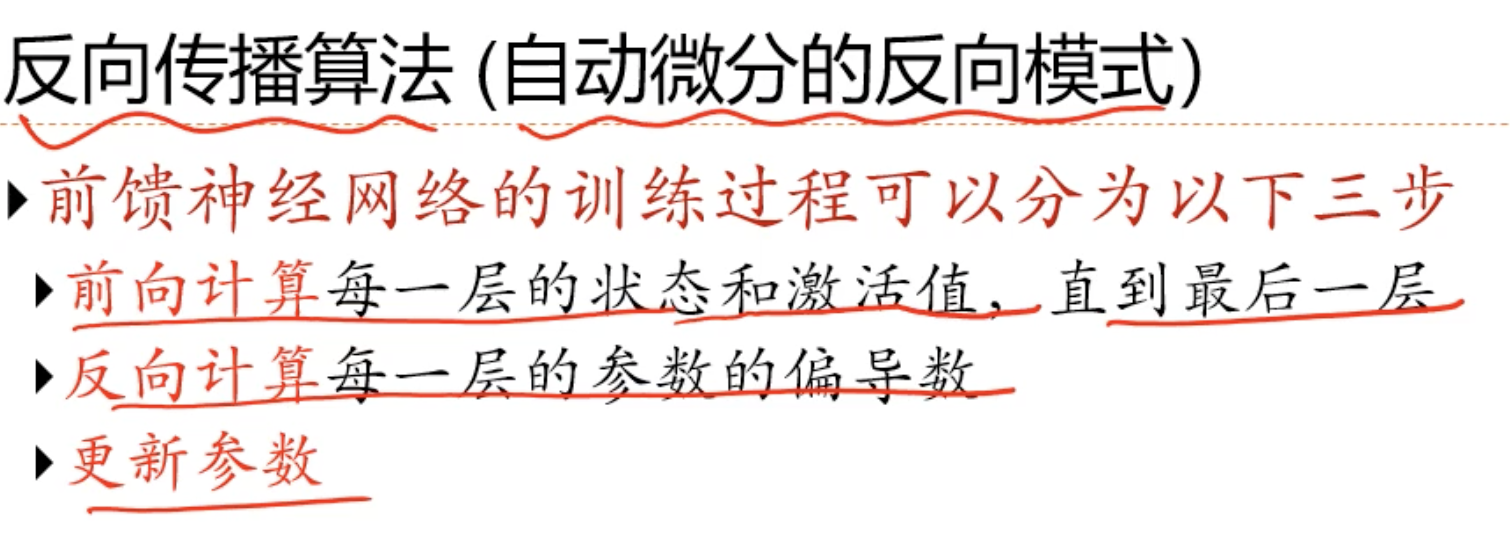 反向传播算法 (自动微分的反向模式)
前馈神经网络的训练过程可以分为以下三步
前向计算每一层的状态和激活值，直到最后一层
反向计算每一层的参数的偏导数
更新参数